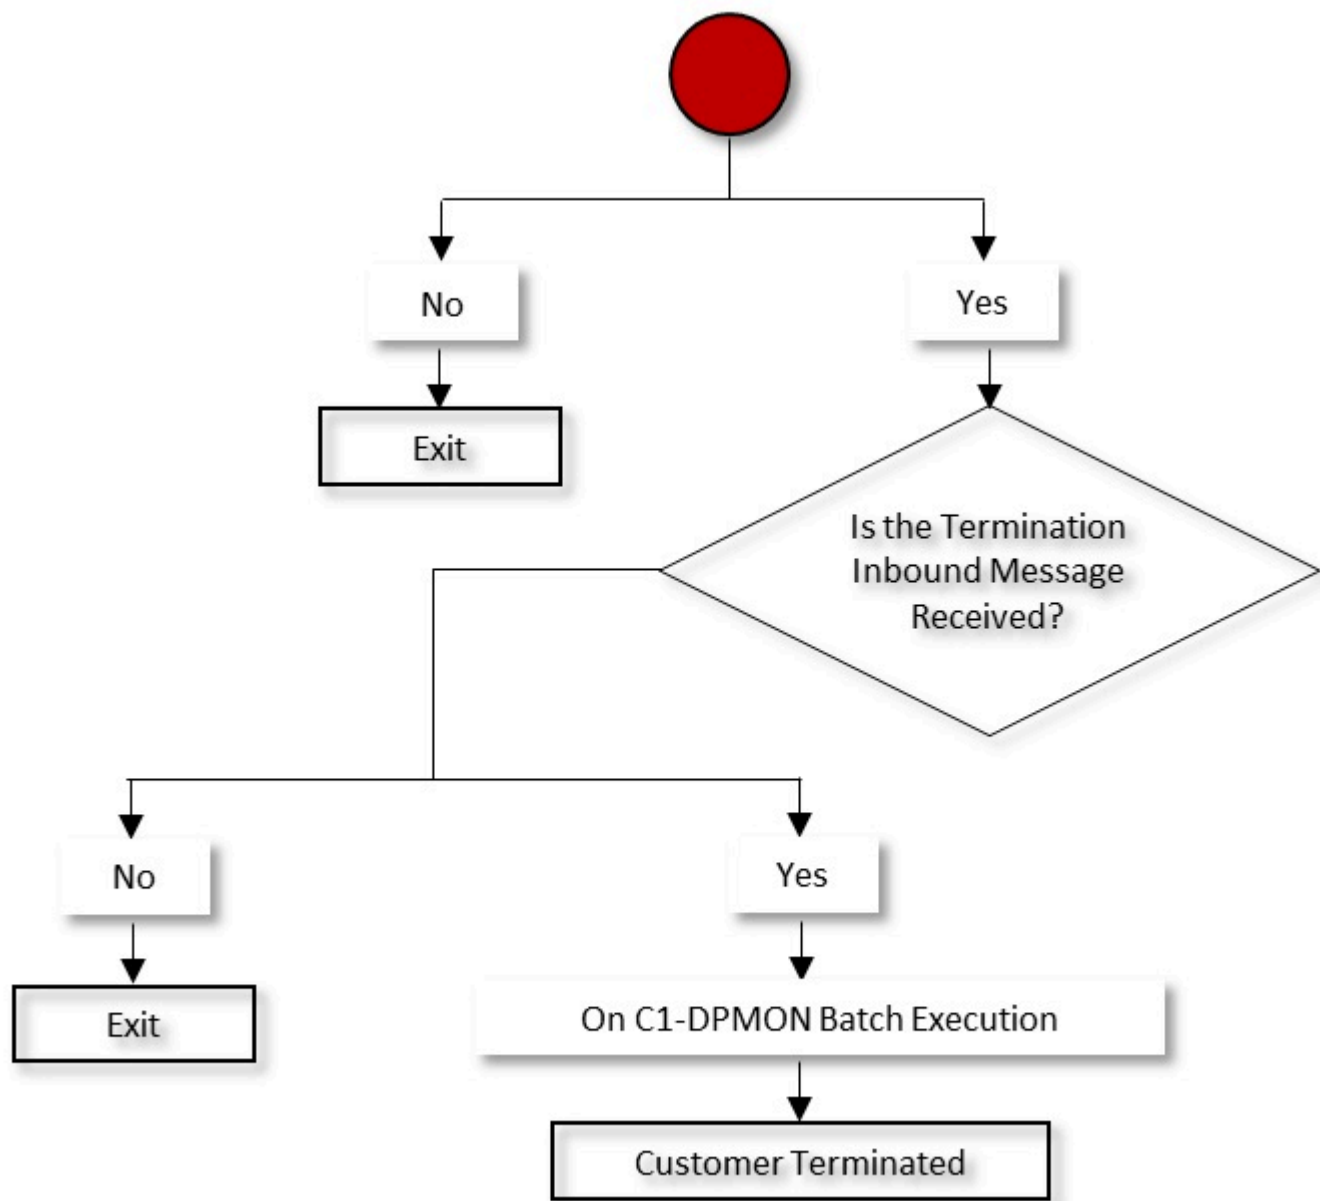 No
Yes
Exit
Is the Termination
Inbound Message
Received?
No
Yes
Exit
On C1-DPMON Batch Execution
Customer Terminated